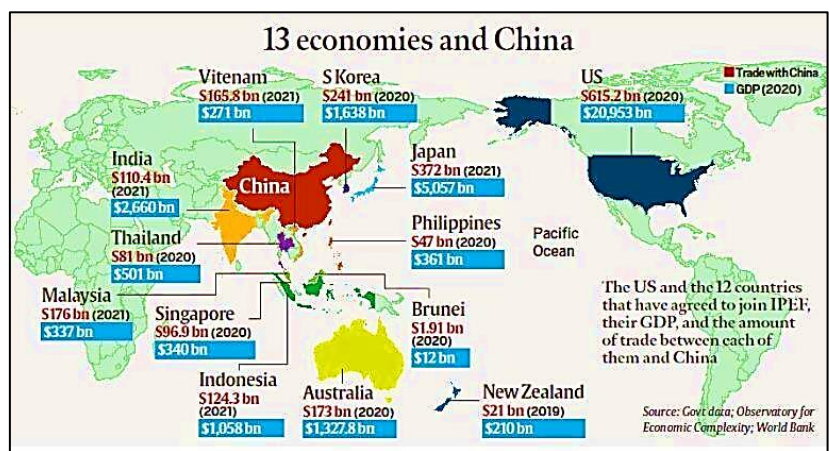 13 economies and China
Vitenam
$165.8 bn (2021)
$271 bn
S Korea
$241 bn (2020)
$1,638 bn
US
$615.2 bn (2020)
$20,953 bn
Trade with China
GDP (2020)
India
$110.4 bn
(2021)
$2,660 bn
China
Japan
$372 bn (2021)
$5,057 bn
Thailand
$81 bn (2020)
$501 bn
Philippines
$47 bn (2020)
$361 bn
Pacific
Ocean
Malaysia
$176 bn (2021)
$337 bn
Singapore
$96.9 bn (2020)
$340 bn
Brunei
$1.91 bn
(2020)
$12 bn
The US and the 12 countries
that have agreed to join IPEF,
their GDP, and the amount
of trade between each of
them and China
Indonesia
$124.3 bn
(2021)
$1,058 bn
Australia
$173 bn (2020)
$1,327.8 bn
New Zealand
$21 bn (2019)
$210 bn
Source: Govt data; Observatory for
Economic Complexity; World Bank